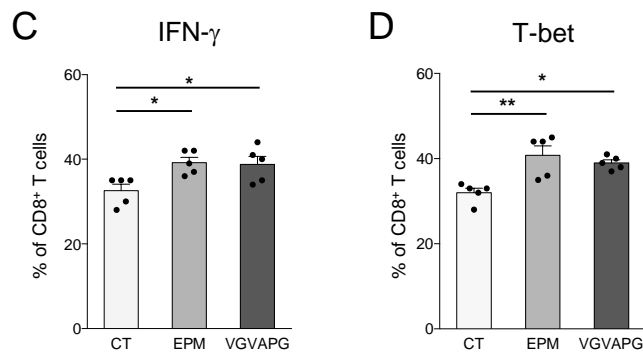 C
IFN-γ
60
40
20
0
% of CD8⁺ T cells
*
*
CT
EPM
VGVAPG
D
T-bet
60
40
20
0
% of CD8⁺ T cells
*
**
CT
EPM
VGVAPG